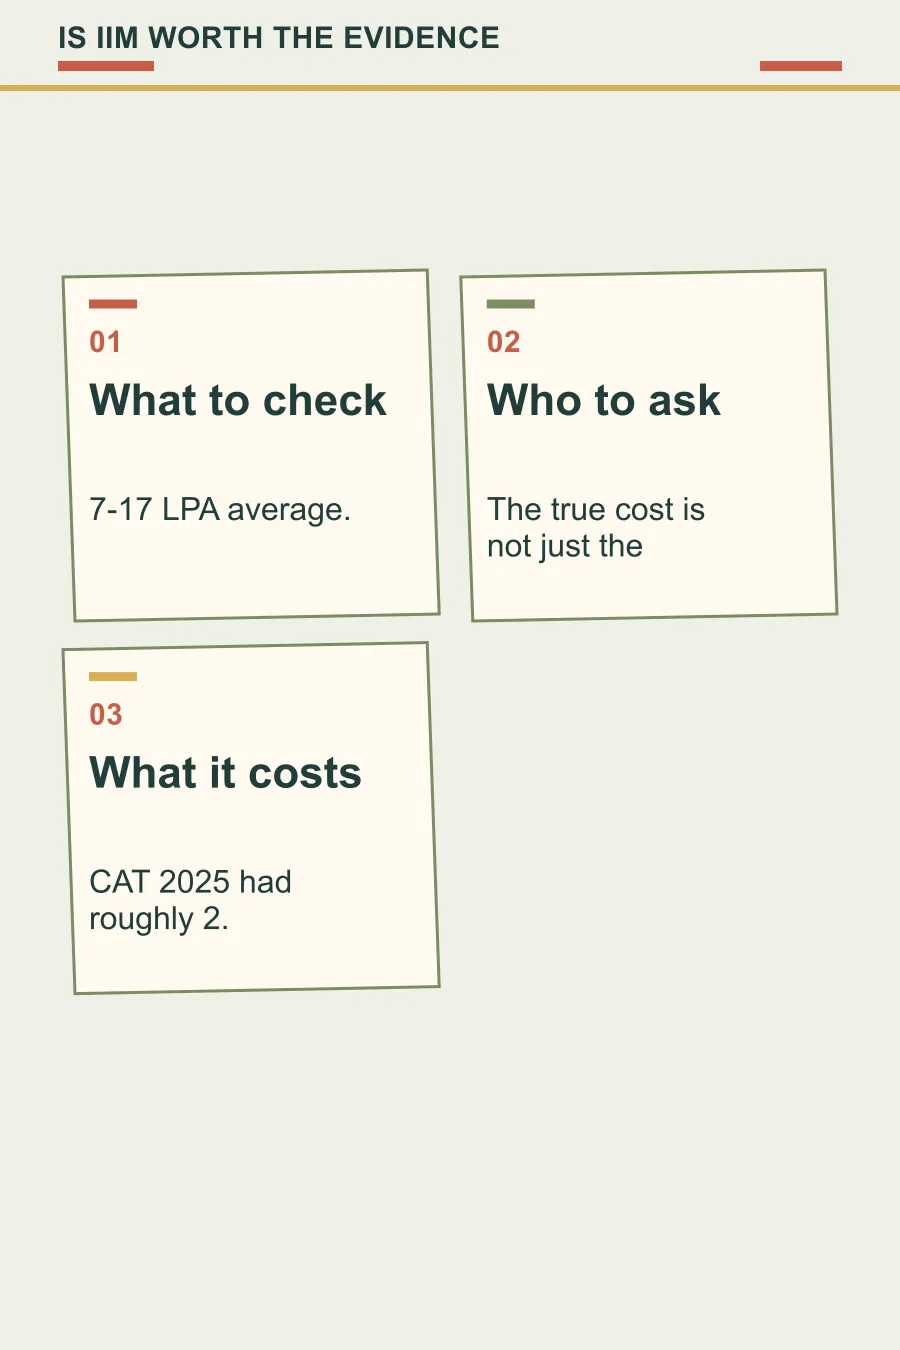 IS IIM WORTH THE EVIDENCE
01
What to check
7-17 LPA average.
02
Who to ask
The true cost is
not just the
03
What it costs
CAT 2025 had
roughly 2.